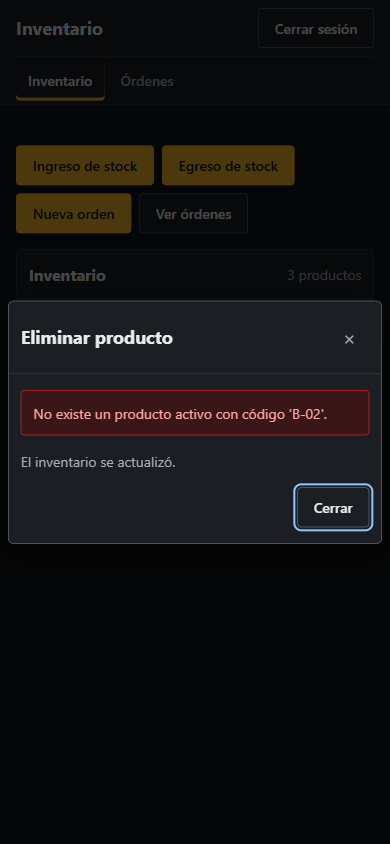 Inventario
Cerrar sesión
Inventario
Órdenes
Ingreso de stock
Egreso de stock
Nueva orden
Ver órdenes
Inventario
3 productos
Eliminar producto
×
No existe un producto activo con código 'B-02'.
El inventario se actualizó.
Cerrar